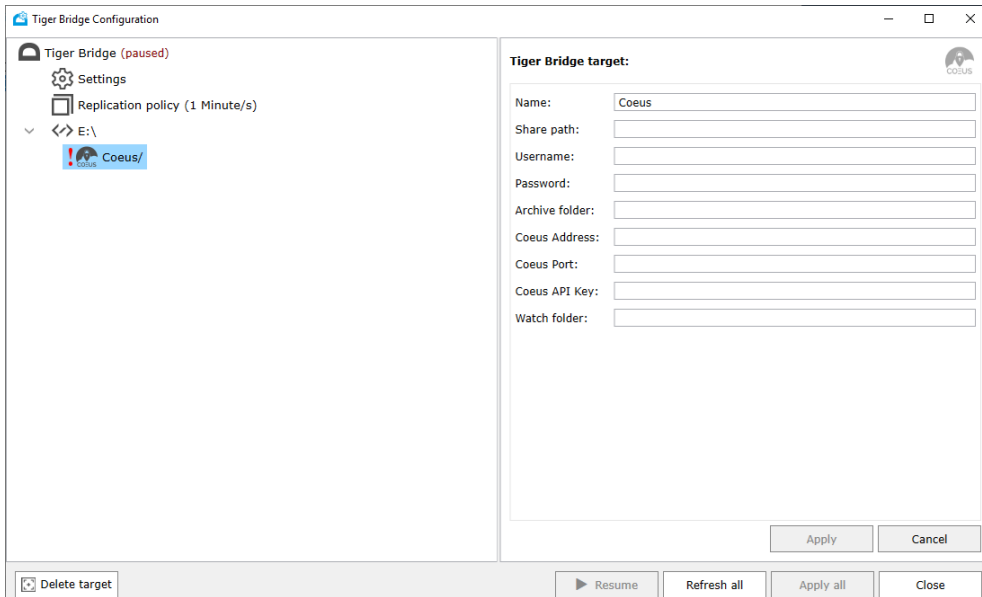 Tiger Bridge Configuration
Tiger Bridge (paused)
Settings
Replication policy (1 Minute/s)
E:\
! COEUS Coeus/
Tiger Bridge target:
COEUS
Name: Coeus
Share path:
Username:
Password:
Archive folder:
Coeus Address:
Coeus Port:
Coeus API Key:
Watch folder:
Apply Cancel
Delete target Resume Refresh all Apply all Close